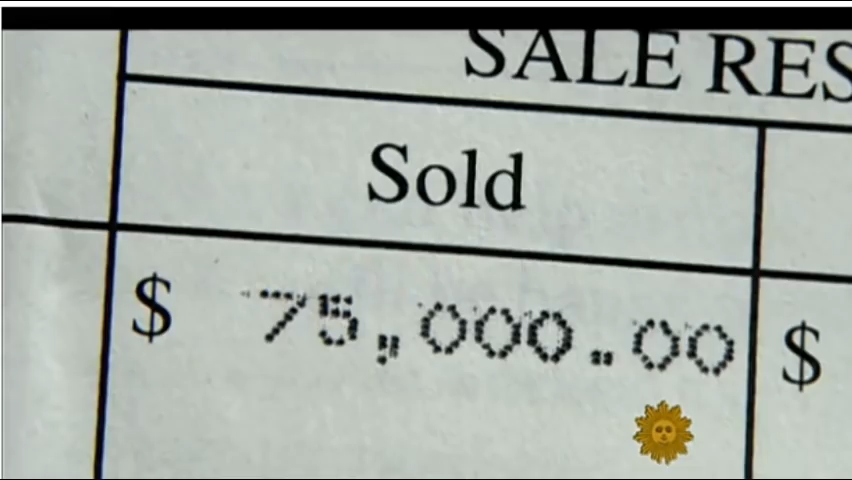 SALE RES
Sold
$ 75,000.00 $